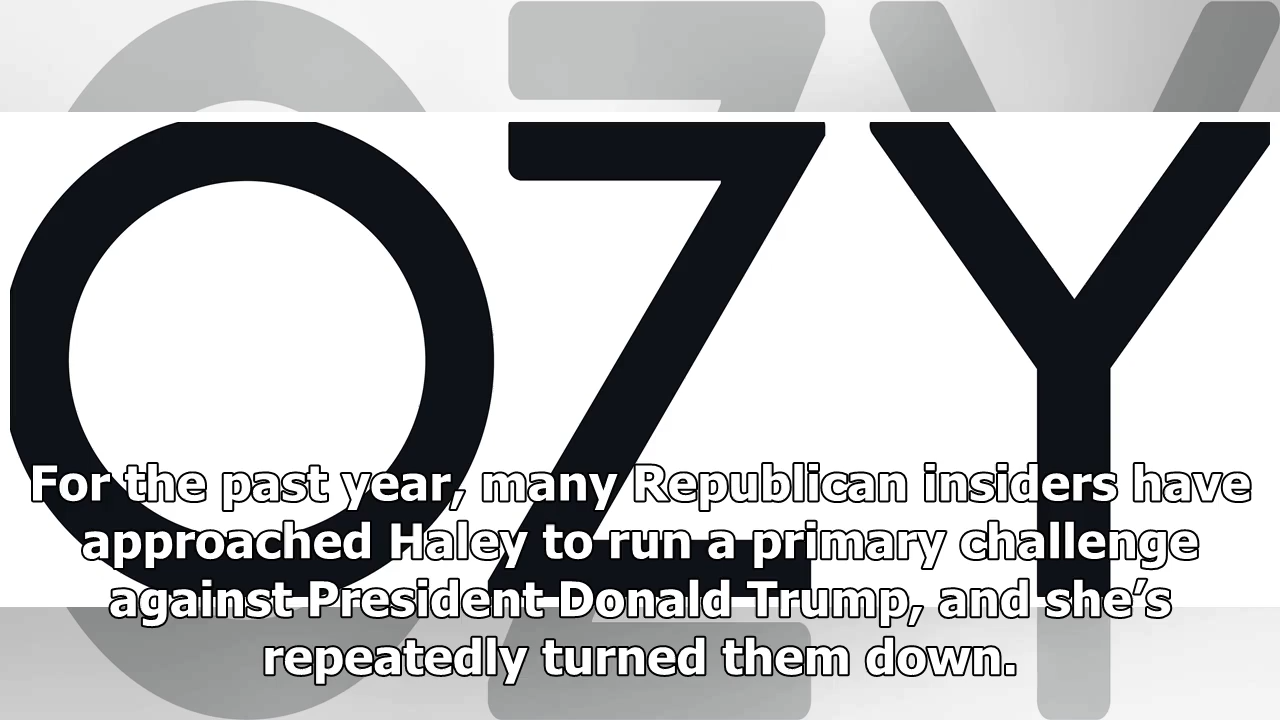 OZY
For the past year, many Republican insiders have
approached Haley to run a primary challenge
against President Donald Trump, and she’s
repeatedly turned them down.